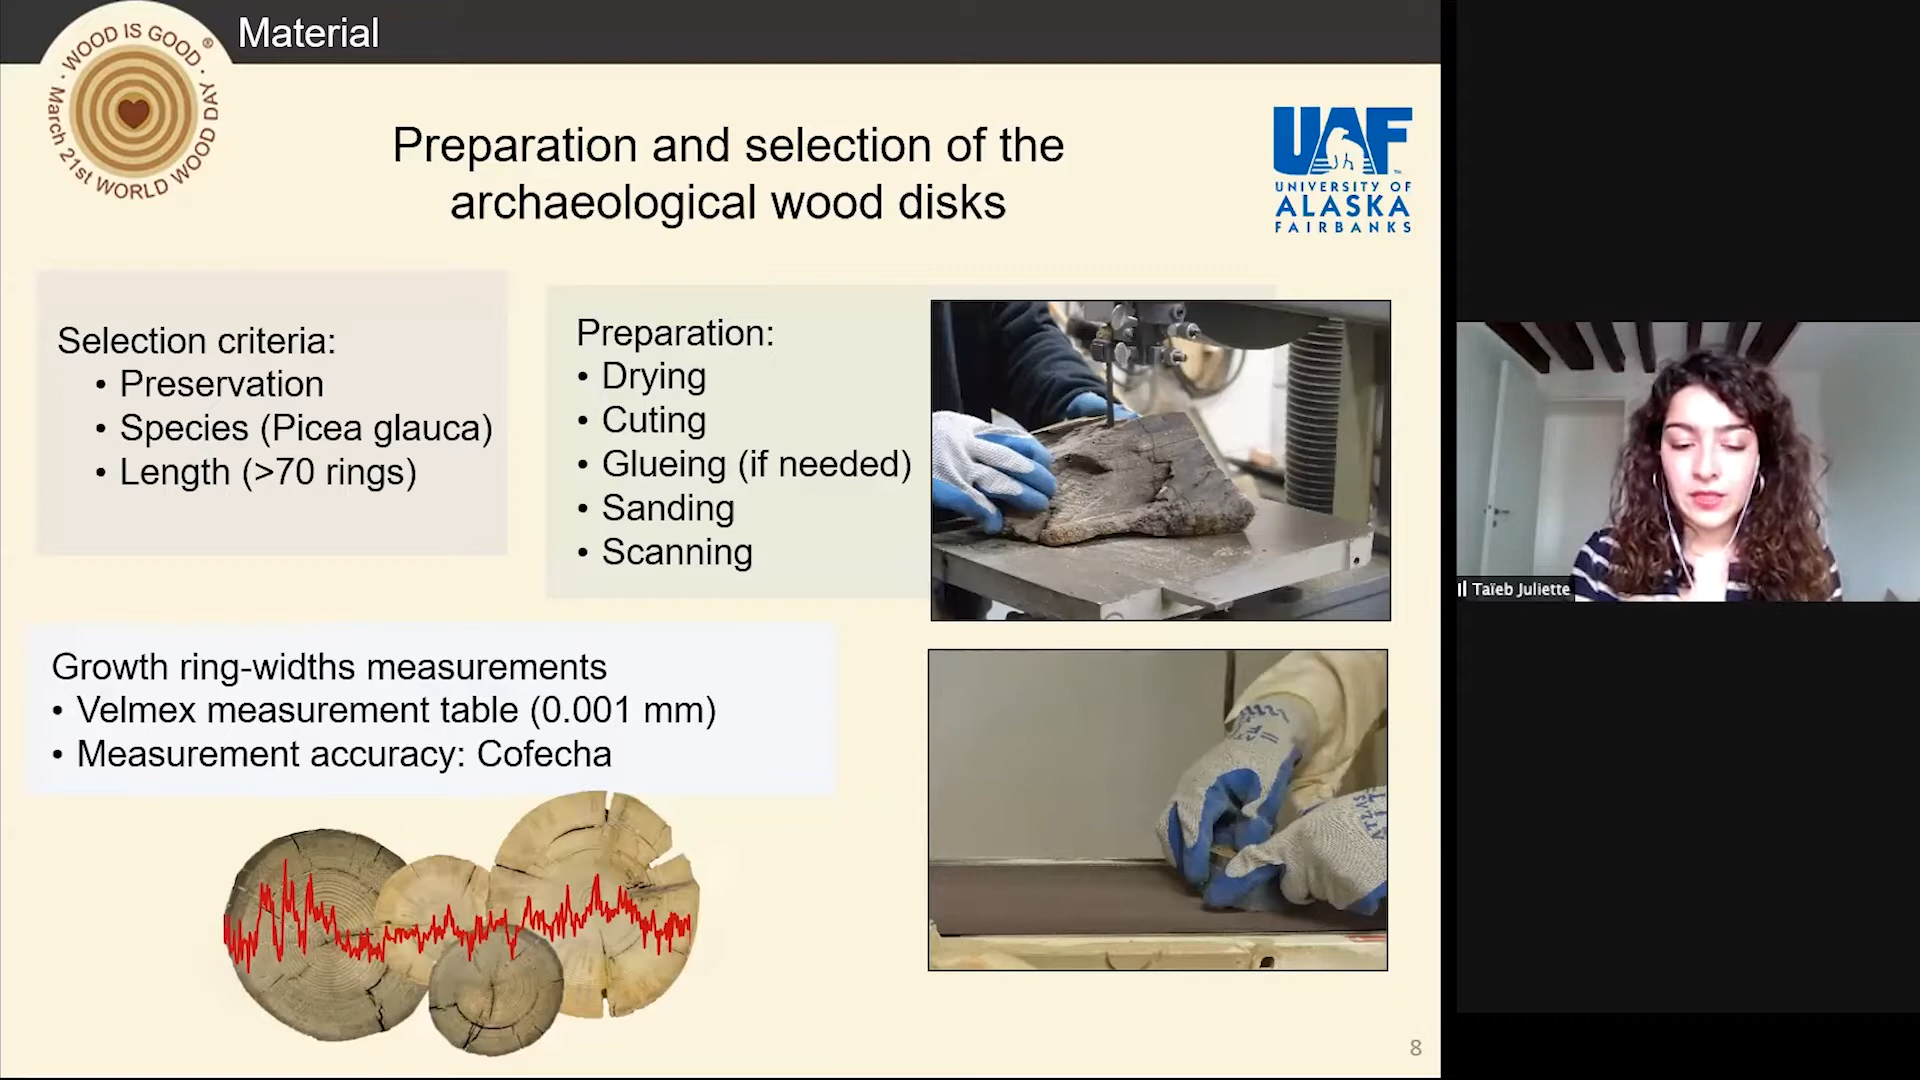 Material
WOOD IS GOOD ®
March 21st WORLD WOOD DAY
Preparation and selection of the
archaeological wood disks
UAF
UNIVERSITY OF
ALASKA
FAIRBANKS
Selection criteria:
• Preservation
• Species (Picea glauca)
• Length (>70 rings)
Preparation:
• Drying
• Cuting
• Glueing (if needed)
• Sanding
• Scanning
Growth ring-widths measurements
• Velmex measurement table (0.001 mm)
• Measurement accuracy: Cofecha
Taïeb Juliette
8